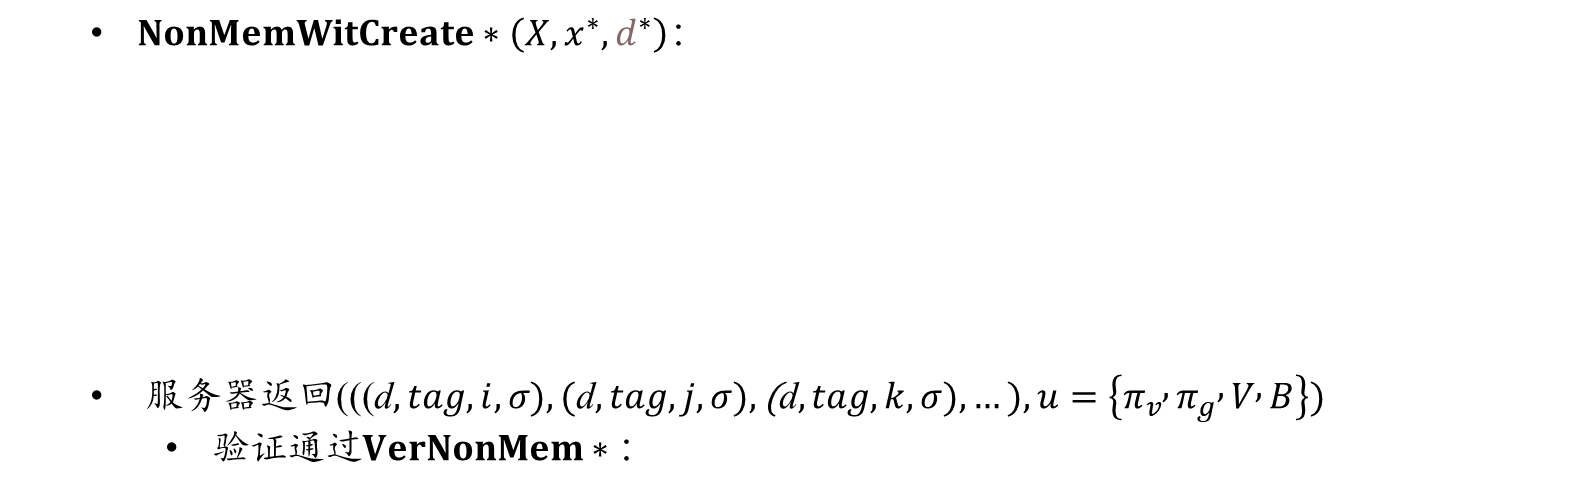 • NonMemWitCreate ∗ (X, x*, d*):
• 服务器返回(((d, tag, i, σ), (d, tag, j, σ), (d, tag, k, σ), … ), u = {π_v, π_g, V, B})
• 验证通过VerNonMem ∗ :